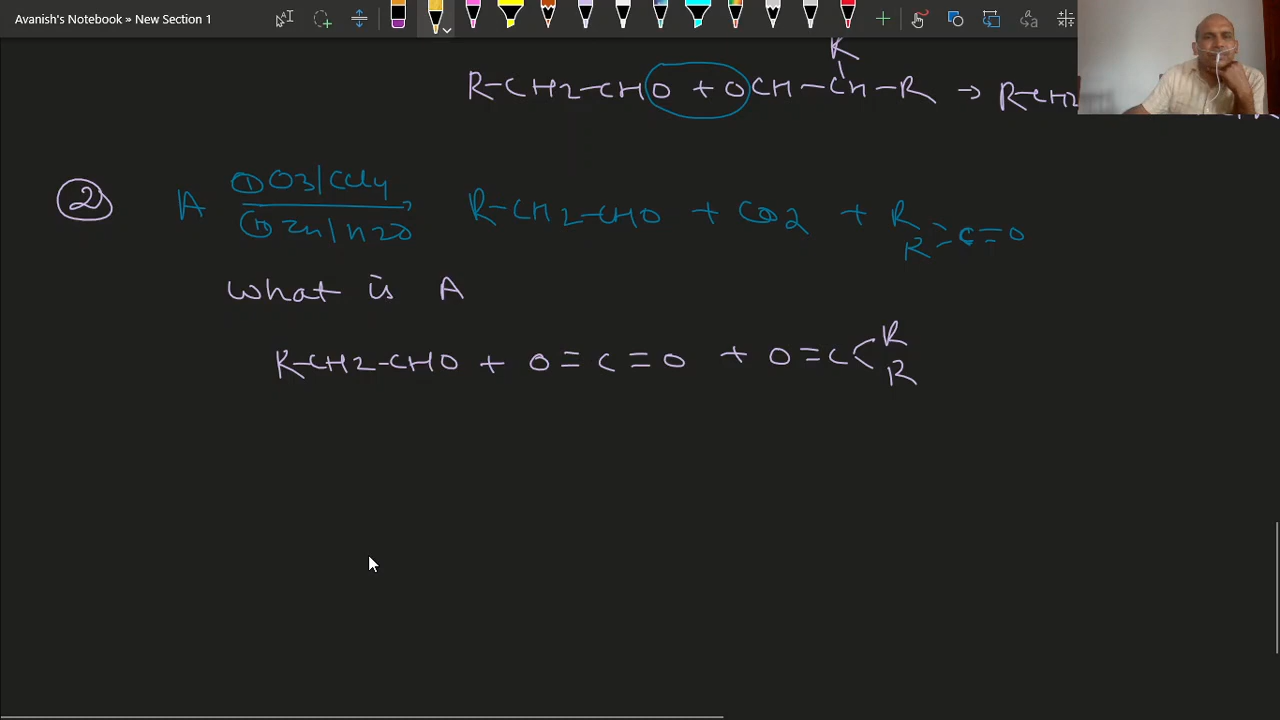 Avanish's Notebook » New Section 1
R
R-CH2-CHO + OCH-CH-R → R-CH2
② A ① O3/CCl4 R-CH2-CHO + CO2 + R
② Zn/H2O R >C=O
What is A
R-CH2-CHO + O=C=O + O=C< R
R